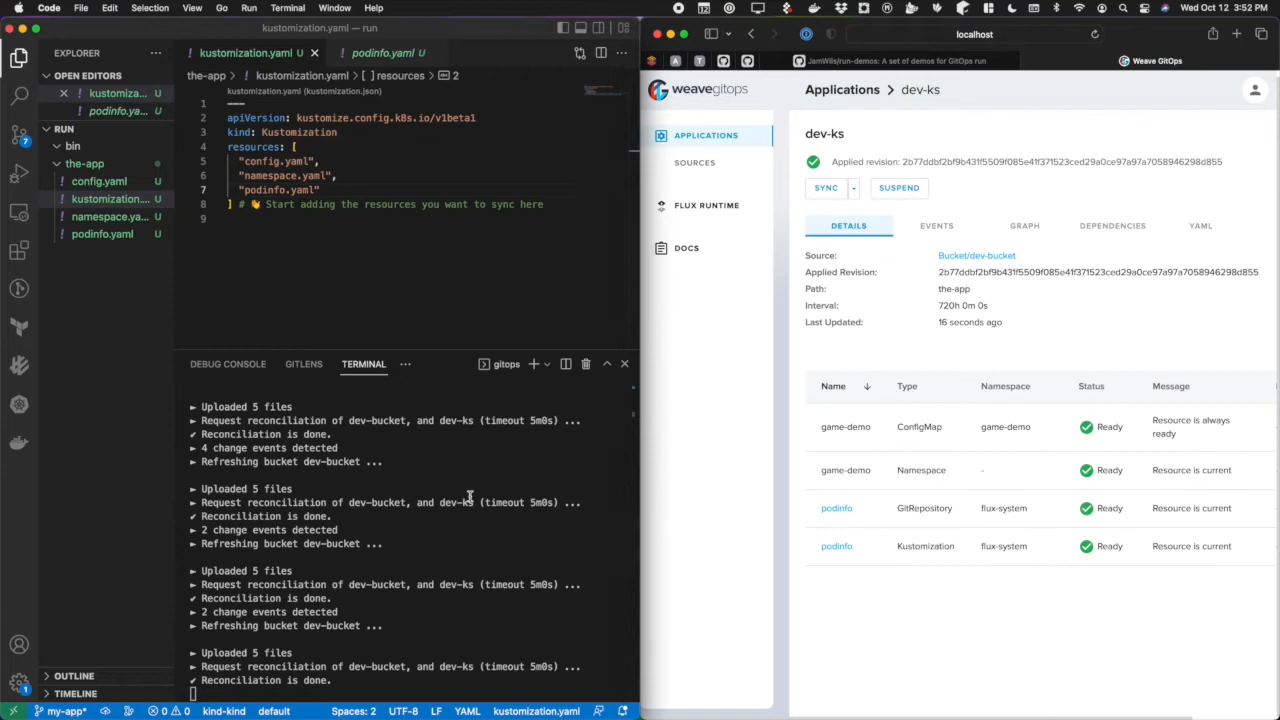 Code File Edit Selection View Go Run Terminal Window Help
Wed Oct 12 3:52 PM
kustomization.yaml — run
EXPLORER
OPEN EDITORS
kustomiza...
podinfo.ya...
RUN
bin
the-app
config.yaml
kustomization....
namespace.ya... U
podinfo.yaml
OUTLINE
TIMELINE
! kustomization.yaml U
! podinfo.yaml U
the-app > ! kustomization.yaml > [ ] resources > abc 2
kustomization.yaml (kustomization.json)
1 ---
2 apiVersion: kustomize.config.k8s.io/v1beta1
3 kind: Kustomization
4 resources: [
5 "config.yaml",
6 "namespace.yaml",
7 "podinfo.yaml"
8 ] # 👋 Start adding the resources you want to sync here
9
DEBUG CONSOLE GITLENS TERMINAL ... gitops
► Uploaded 5 files
► Request reconciliation of dev-bucket, and dev-ks (timeout 5m0s) ...
✔ Reconciliation is done.
► 4 change events detected
► Refreshing bucket dev-bucket ...
► Uploaded 5 files
► Request reconciliation of dev-bucket, and dev-ks (timeout 5m0s) ...
✔ Reconciliation is done.
► 2 change events detected
► Refreshing bucket dev-bucket ...
► Uploaded 5 files
► Request reconciliation of dev-bucket, and dev-ks (timeout 5m0s) ...
✔ Reconciliation is done.
► 2 change events detected
► Refreshing bucket dev-bucket ...
► Uploaded 5 files
► Request reconciliation of dev-bucket, and dev-ks (timeout 5m0s) ...
✔ Reconciliation is done.
my-app* 0 0 kind-kind default Spaces: 2 UTF-8 LF YAML kustomization.yaml
localhost
A T JamWils/run-demos: A set of demos for GitOps run Weave GitOps
weavegitops
APPLICATIONS
SOURCES
FLUX RUNTIME
DOCS
Applications > dev-ks
dev-ks
Applied revision: 2b77ddbf2bf9b431f5509f085e41f371523ced29a0ce97a97a7058946298d855
SYNC SUSPEND
DETAILS EVENTS GRAPH DEPENDENCIES YAML
Source: Bucket/dev-bucket
Applied Revision: 2b77ddbf2bf9b431f5509f085e41f371523ced29a0ce97a97a7058946298d855
Path: the-app
Interval: 720h 0m 0s
Last Updated: 16 seconds ago
Name Type Namespace Status Message
game-demo ConfigMap game-demo Ready Resource is always
ready
game-demo Namespace - Ready Resource is current
podinfo GitRepository flux-system Ready Resource is current
podinfo Kustomization flux-system Ready Resource is current